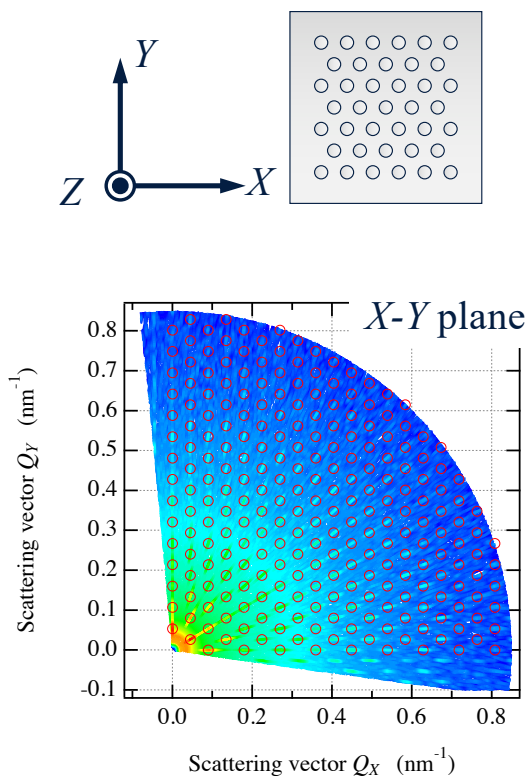 Y
Z
X
X-Y plane
0.8
0.7
0.6
0.5
0.4
0.3
0.2
0.1
0.0
-0.1
Scattering vector Q_Y (nm⁻¹)
0.0 0.2 0.4 0.6 0.8
Scattering vector Q_X (nm⁻¹)